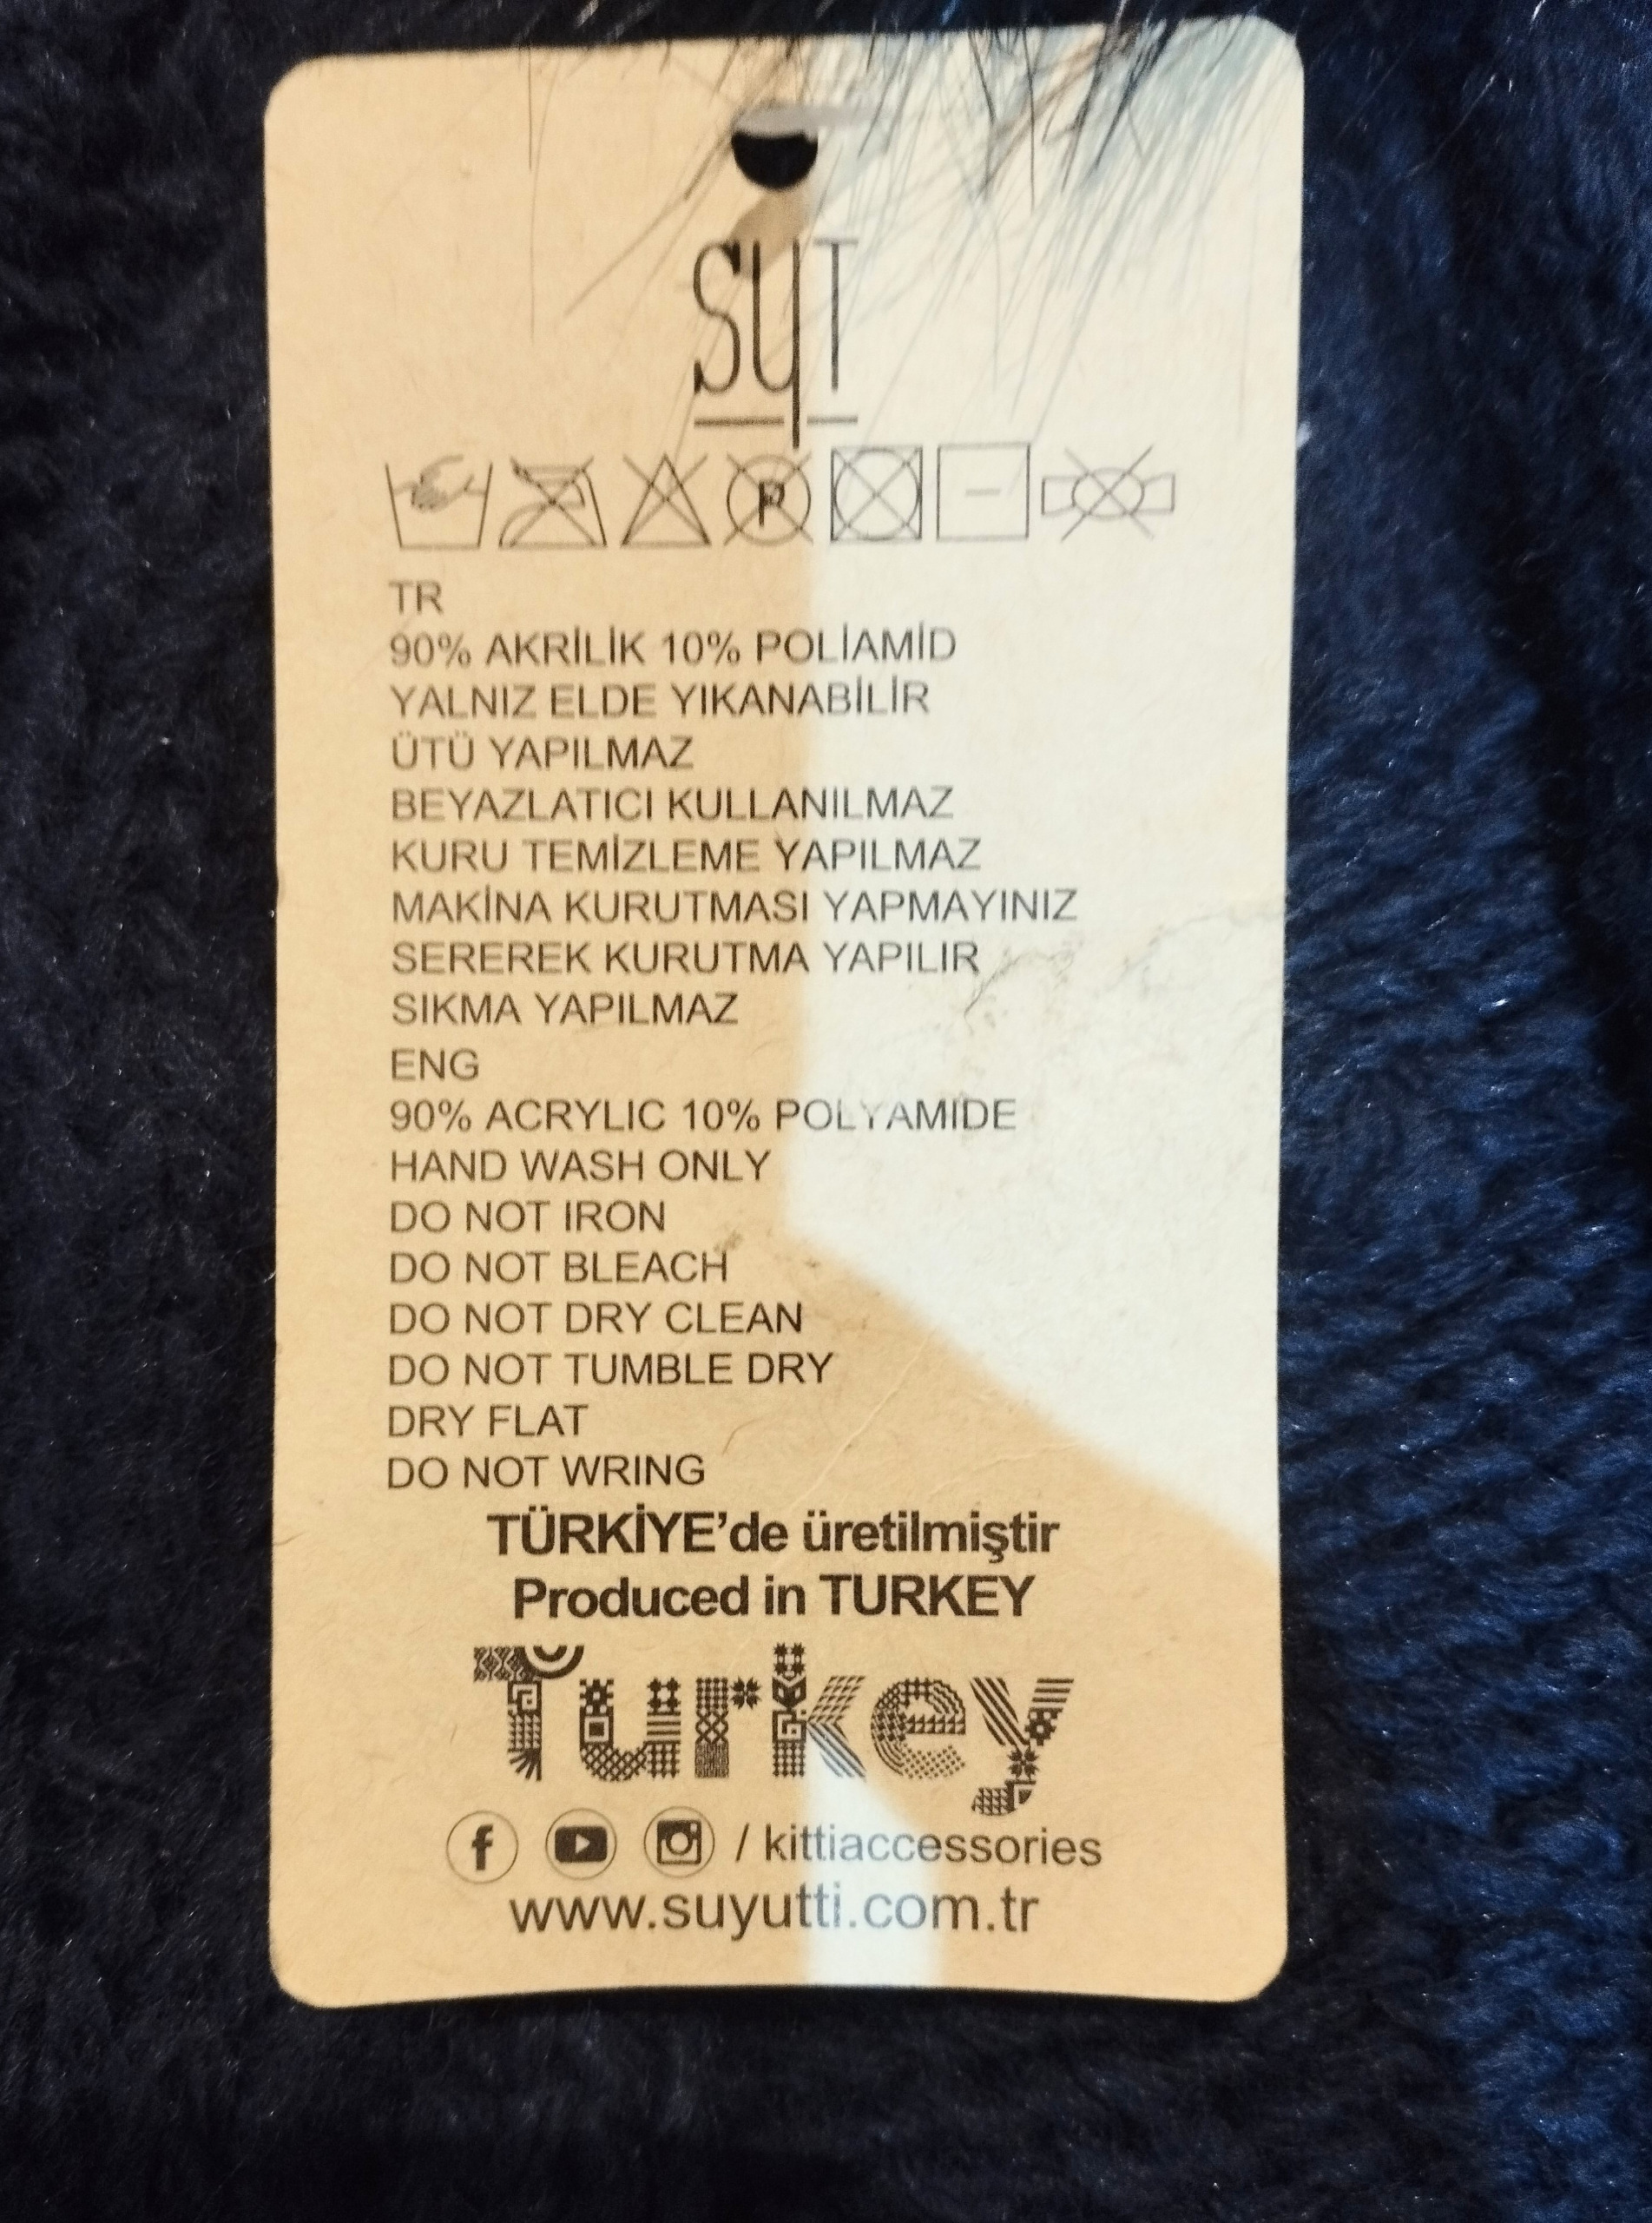 SYT
P
TR
90% AKRİLİK 10% POLİAMİD
YALNIZ ELDE YIKANABİLİR
ÜTÜ YAPILMAZ
BEYAZLATICI KULLANILMAZ
KURU TEMİZLEME YAPILMAZ
MAKİNA KURUTMASI YAPMAYINIZ
SEREREK KURUTMA YAPILIR
SIKMA YAPILMAZ
ENG
90% ACRYLIC 10% POLYAMIDE
HAND WASH ONLY
DO NOT IRON
DO NOT BLEACH
DO NOT DRY CLEAN
DO NOT TUMBLE DRY
DRY FLAT
DO NOT WRING
TÜRKİYE’de üretilmiştir
Produced in TURKEY
Turkey
f / kittiaccessories
www.suyutti.com.tr